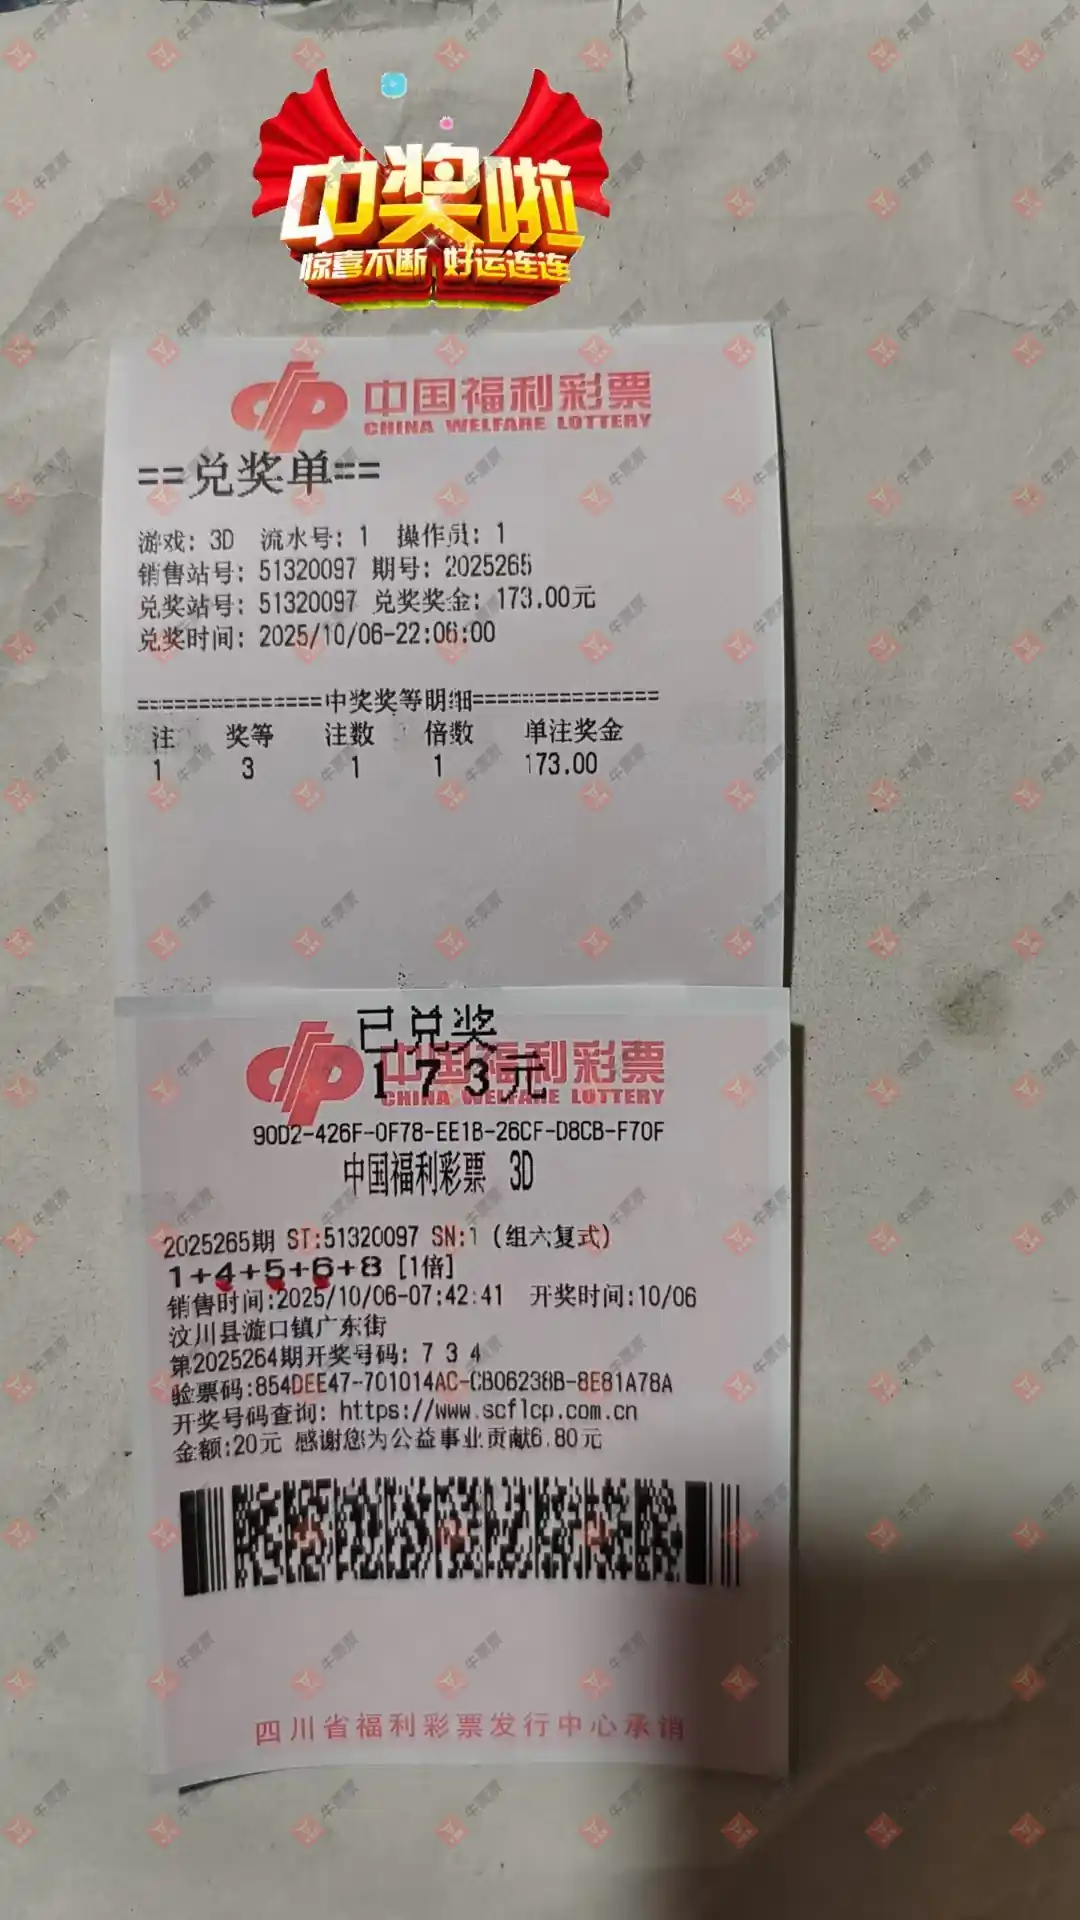 中奖啦
惊喜不断 好运连连
中国福利彩票
CHINA WELFARE LOTTERY
==兑奖单==
游戏: 3D 流水号: 1 操作员: 1
销售站号: 51320097 期号: 2025265
兑奖站号: 51320097 兑奖奖金: 173.00元
兑奖时间: 2025/10/06-22:06:00
===============中奖奖等明细===============
注 奖等 注数 倍数 单注奖金
1 3 1 1 173.00
已兑奖
173元
中国福利彩票
CHINA WELFARE LOTTERY
90D2-426F-0F78-EE1B-26CF-D8CB-F70F
中国福利彩票 3D
2025265期 ST:51320097 SN:1 (组六复式)
1+4+5+6+8 [1倍]
销售时间:2025/10/06-07:42:41 开奖时间:10/06
汶川县漩口镇广东街
第2025264期开奖号码: 7 3 4
验票码:854DEE47-701014AC-CB06238B-8E81A78A
开奖号码查询: https://www.scflcp.com.cn
金额:20元 感谢您为公益事业贡献6.80元
四川省福利彩票发行中心承销